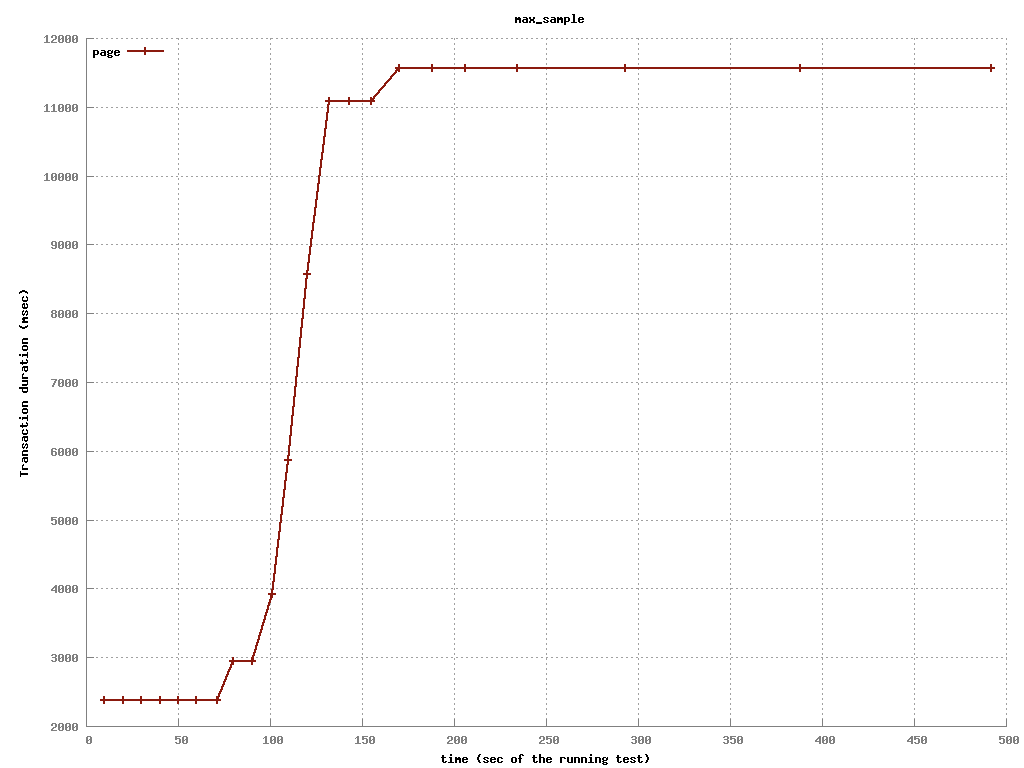 max_sample
page
12000
11000
10000
9000
8000
7000
6000
5000
4000
3000
2000
Transaction duration (msec)
0 50 100 150 200 250 300 350 400 450 500
time (sec of the running test)